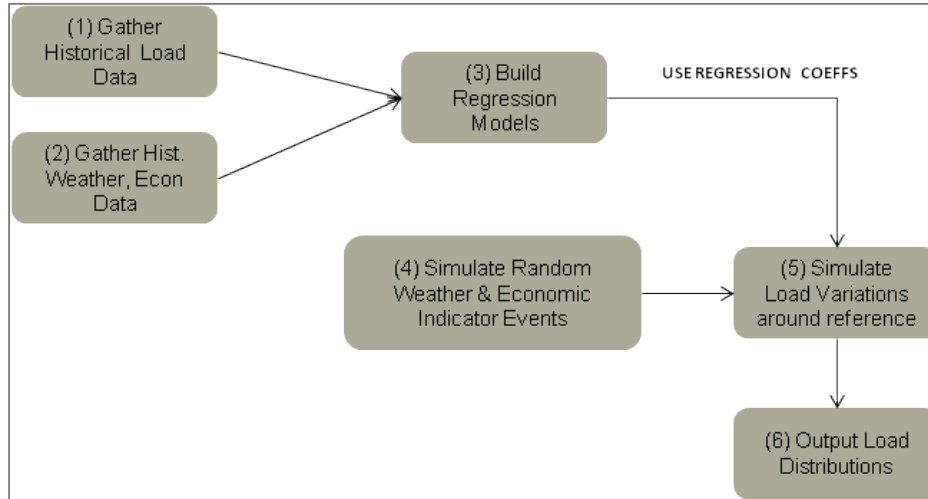 (1) Gather
Historical Load
Data
(2) Gather Hist.
Weather, Econ
Data
(3) Build
Regression
Models
USE REGRESSION COEFFS
(4) Simulate Random
Weather & Economic
Indicator Events
(5) Simulate
Load Variations
around reference
(6) Output Load
Distributions